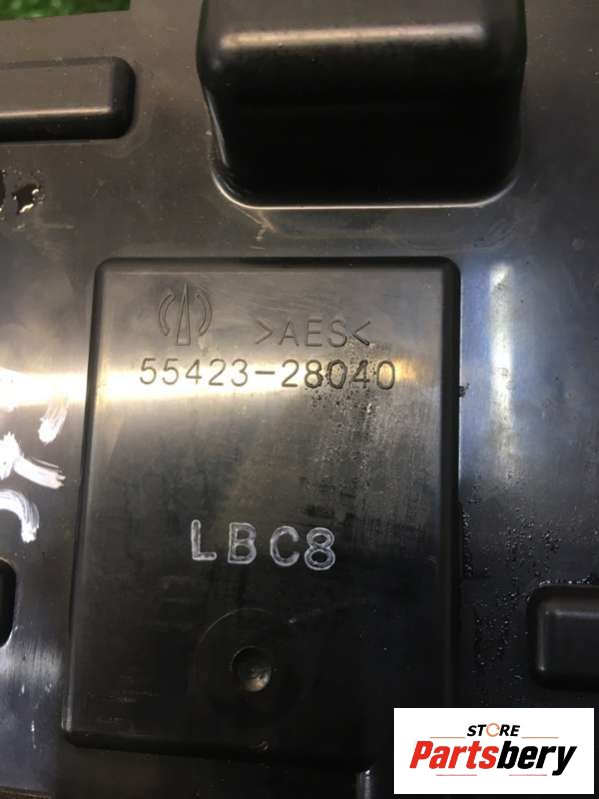 >AES<
55423-28040
LBC8
STORE
Partsbery